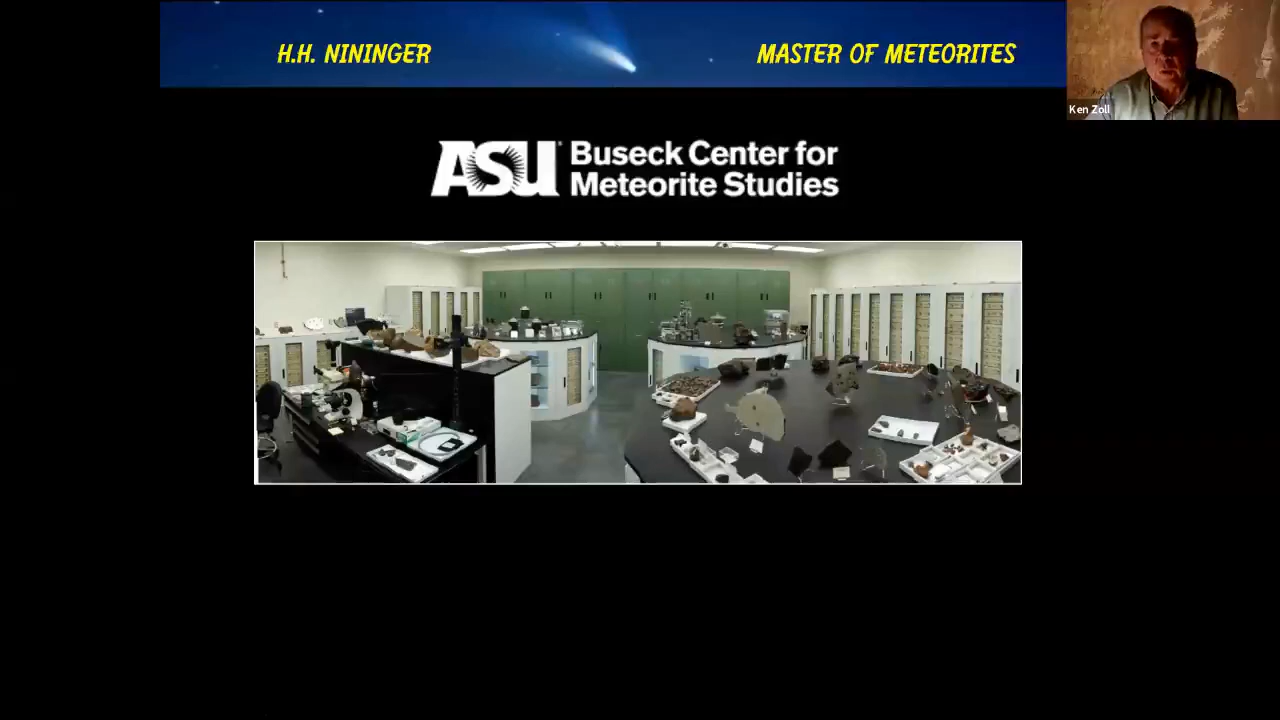 H.H. NININGER
MASTER OF METEORITES
Ken Zoll
ASU Buseck Center for
Meteorite Studies